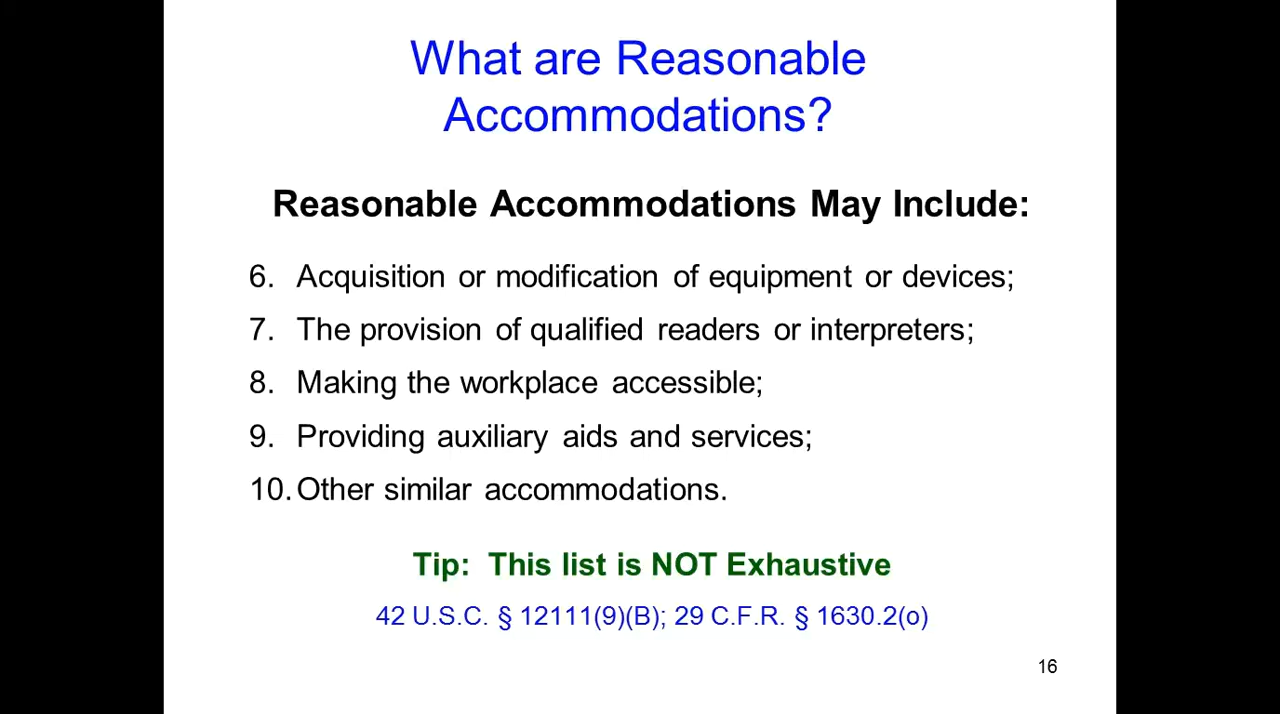 What are Reasonable
Accommodations?
Reasonable Accommodations May Include:
6. Acquisition or modification of equipment or devices;
7. The provision of qualified readers or interpreters;
8. Making the workplace accessible;
9. Providing auxiliary aids and services;
10. Other similar accommodations.
Tip: This list is NOT Exhaustive
42 U.S.C. § 12111(9)(B); 29 C.F.R. § 1630.2(o)
16